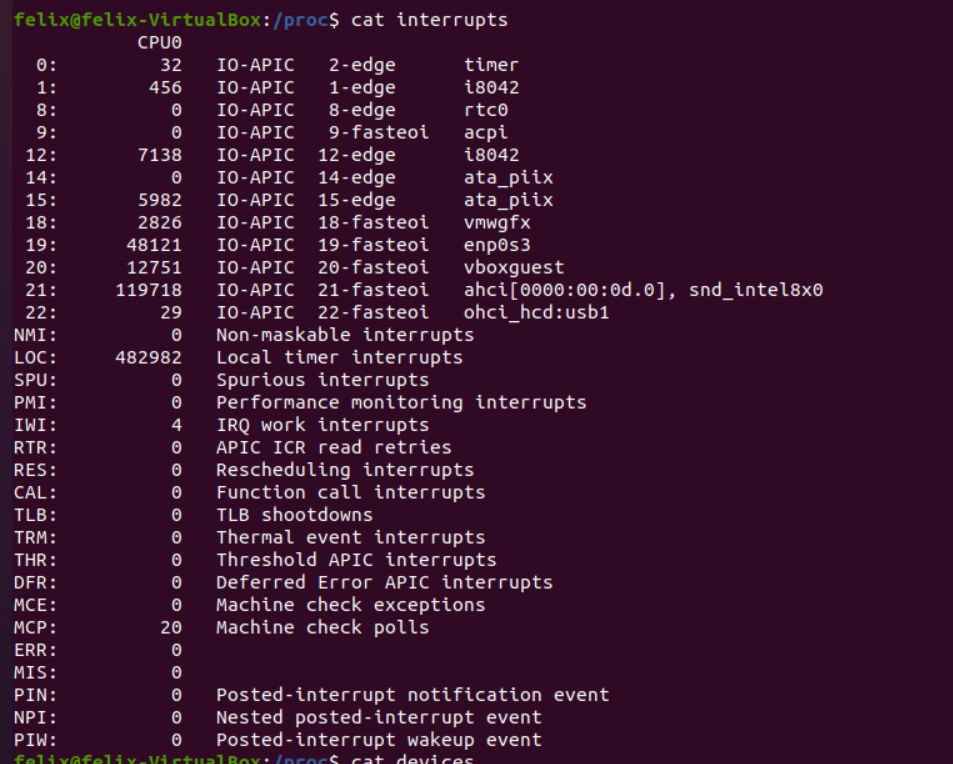 felix@felix-VirtualBox:/proc$ cat interrupts
           CPU0
  0:         32   IO-APIC   2-edge      timer
  1:        456   IO-APIC   1-edge      i8042
  8:          0   IO-APIC   8-edge      rtc0
  9:          0   IO-APIC   9-fasteoi   acpi
 12:       7138   IO-APIC  12-edge      i8042
 14:          0   IO-APIC  14-edge      ata_piix
 15:       5982   IO-APIC  15-edge      ata_piix
 18:       2826   IO-APIC  18-fasteoi   vmwgfx
 19:      48121   IO-APIC  19-fasteoi   enp0s3
 20:      12751   IO-APIC  20-fasteoi   vboxguest
 21:     119718   IO-APIC  21-fasteoi   ahci[0000:00:0d.0], snd_intel8x0
 22:         29   IO-APIC  22-fasteoi   ohci_hcd:usb1
NMI:          0   Non-maskable interrupts
LOC:     482982   Local timer interrupts
SPU:          0   Spurious interrupts
PMI:          0   Performance monitoring interrupts
IWI:          4   IRQ work interrupts
RTR:          0   APIC ICR read retries
RES:          0   Rescheduling interrupts
CAL:          0   Function call interrupts
TLB:          0   TLB shootdowns
TRM:          0   Thermal event interrupts
THR:          0   Threshold APIC interrupts
DFR:          0   Deferred Error APIC interrupts
MCE:          0   Machine check exceptions
MCP:         20   Machine check polls
ERR:          0
MIS:          0
PIN:          0   Posted-interrupt notification event
NPI:          0   Nested posted-interrupt event
PIW:          0   Posted-interrupt wakeup event
felix@felix-VirtualBox:/proc$ cat devices